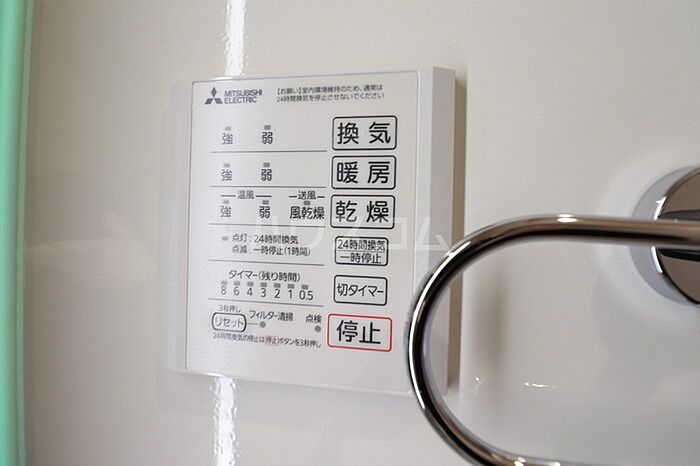 MITSUBISHI
ELECTRIC
【お願い】室内環境維持のため、通常は
24時間換気を停止させないでください
強 弱 換気
強 弱 暖房
温風 送風
強 弱 風乾燥 乾燥
点灯:24時間換気
点滅:一時停止(1時間)
24時間換気
一時停止
タイマー(残り時間)
8 6 4 3 2 1 0.5
切タイマー
3秒押し
リセット フィルター清掃 点検
停止
24時間換気の停止は停止ボタンを3秒押し
ハウスコム